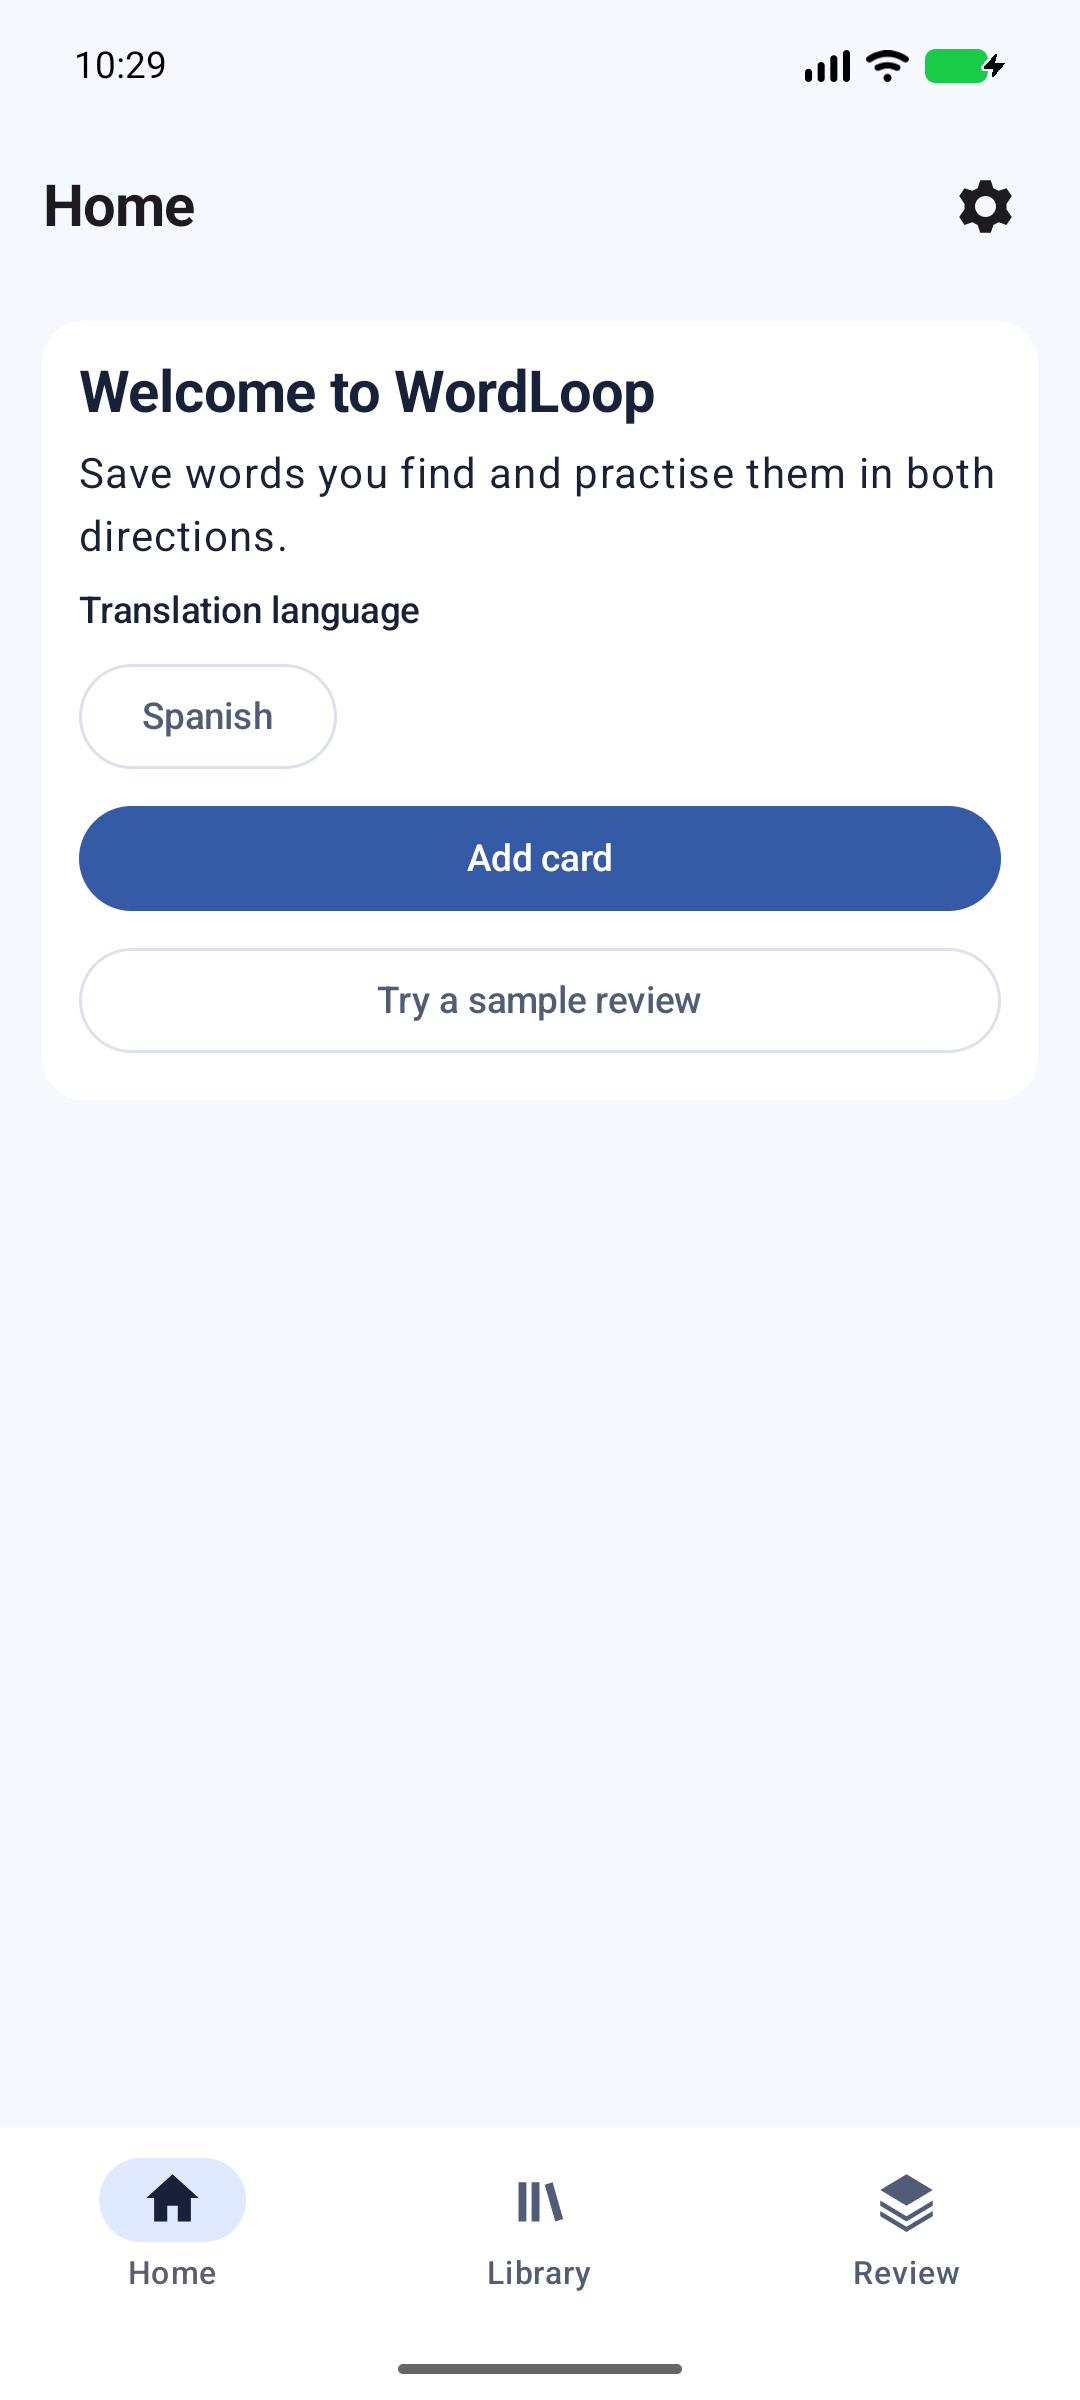 10:29
Home
Welcome to WordLoop
Save words you find and practise them in both
directions.
Translation language
Spanish
Add card
Try a sample review
Home
Library
Review